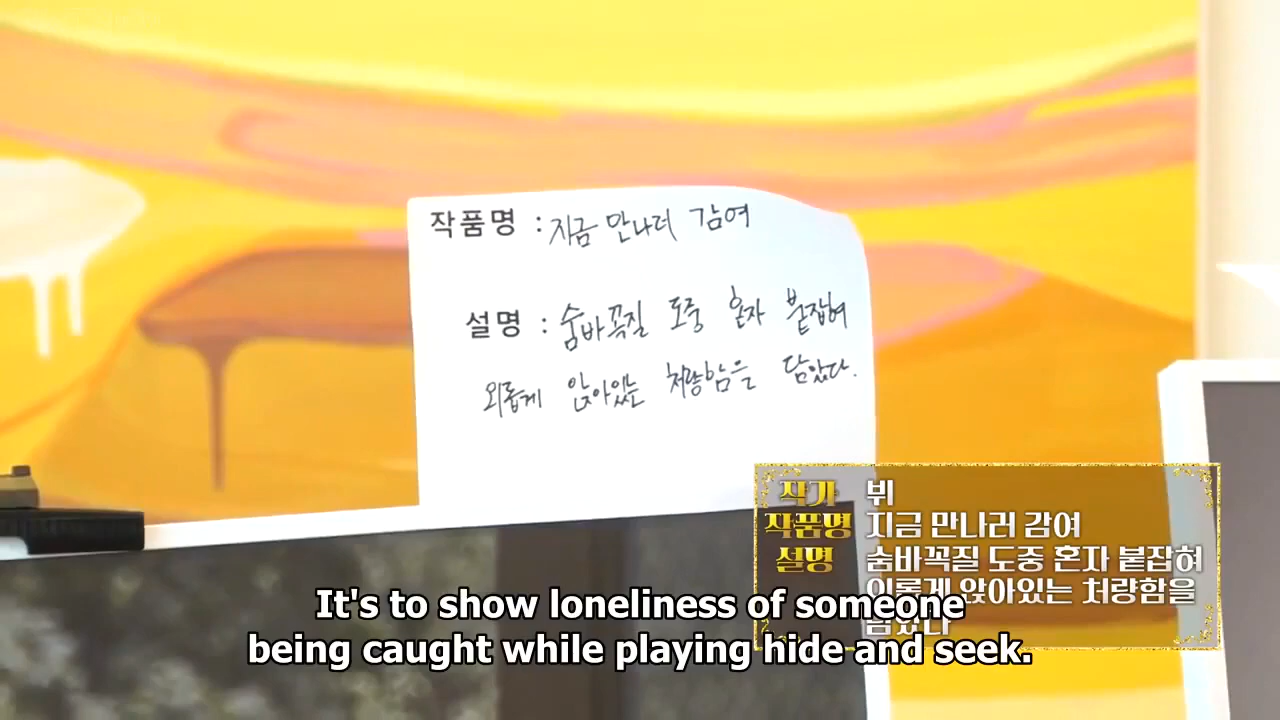 작품명 : 지금 만나러 감여
설명 : 숨바꼭질 도중 혼자 붙잡혀
외롭게 앉아있는 처량함을 담았다.
작가 뷔
작품명 지금 만나러 감여
설명 숨바꼭질 도중 혼자 붙잡혀
외롭게 앉아있는 처량함을
담았다
It's to show loneliness of someone
being caught while playing hide and seek.